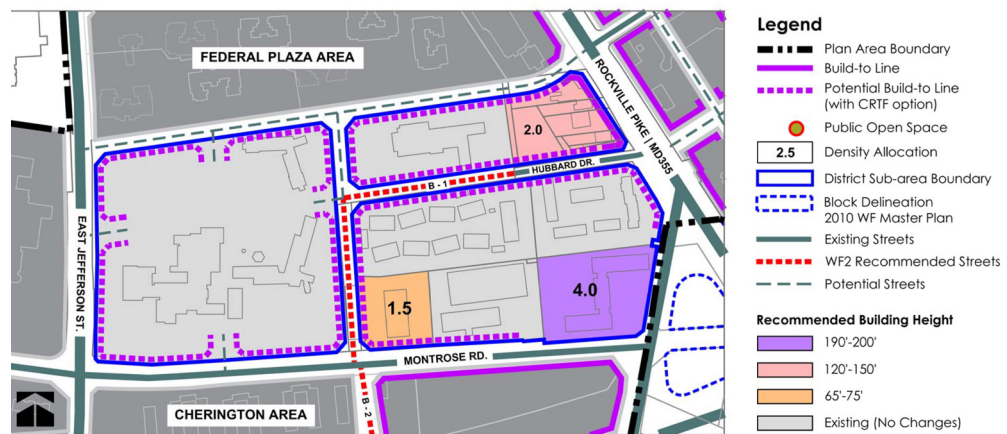 FEDERAL PLAZA AREA
ROCKVILLE PIKE | MD355
2.0
HUBBARD DR.
B - 1
EAST JEFFERSON ST.
1.5
4.0
MONTROSE RD.
B - 2
CHERINGTON AREA
Legend
Plan Area Boundary
Build-to Line
Potential Build-to Line
(with CRTF option)
Public Open Space
2.5 Density Allocation
District Sub-area Boundary
Block Delineation
2010 WF Master Plan
Existing Streets
WF2 Recommended Streets
Potential Streets
Recommended Building Height
190'-200'
120'-150'
65'-75'
Existing (No Changes)